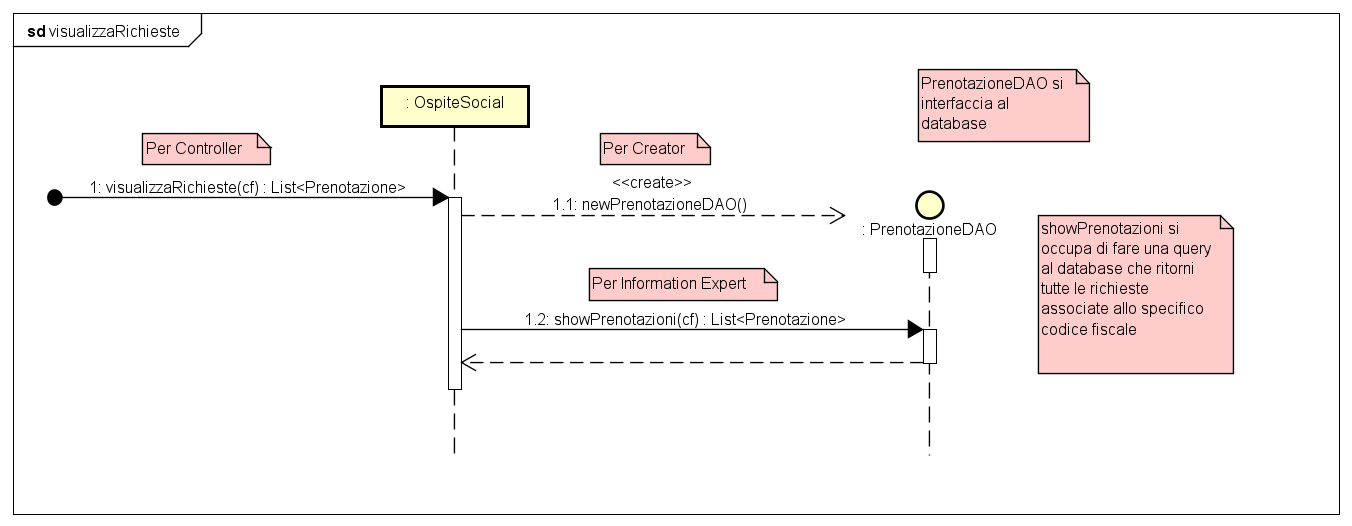 sd visualizzaRichieste
: OspiteSocial
PrenotazioneDAO si
interfaccia al
database
Per Controller
Per Creator
1: visualizzaRichieste(cf) : List<Prenotazione>
<<create>>
1.1: newPrenotazioneDAO()
: PrenotazioneDAO
showPrenotazioni si
occupa di fare una query
al database che ritorni
tutte le richieste
associate allo specifico
codice fiscale
Per Information Expert
1.2: showPrenotazioni(cf) : List<Prenotazione>